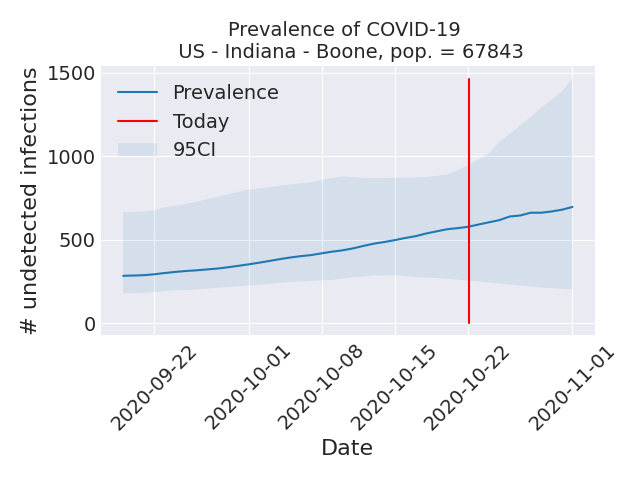 Prevalence of COVID-19
US - Indiana - Boone, pop. = 67843
# undetected infections
1500
1000
500
0
Prevalence
Today
95CI
2020-09-22
2020-10-01
2020-10-08
2020-10-15
2020-10-22
2020-11-01
Date